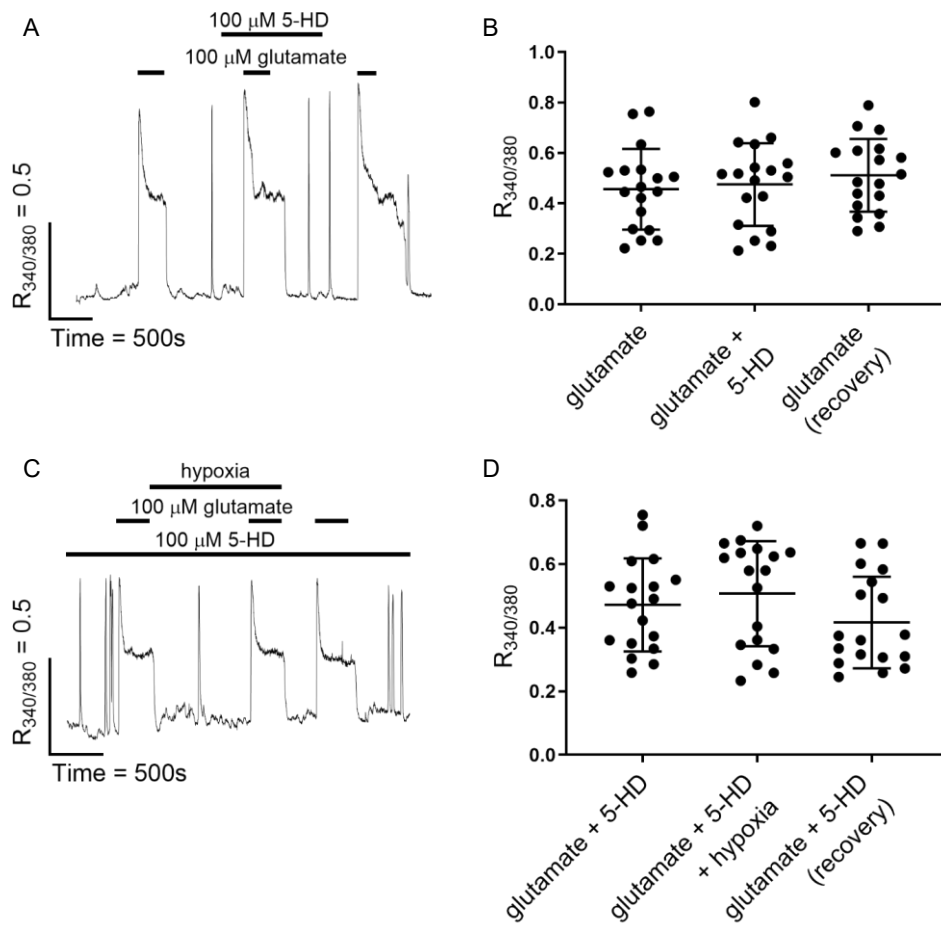 A
100 μM 5-HD
100 μM glutamate
R340/380 = 0.5
Time = 500s
B
R340/380
1.0
0.8
0.6
0.4
0.2
0.0
glutamate
glutamate +
5-HD
glutamate
(recovery)
C
hypoxia
100 μM glutamate
100 μM 5-HD
R340/380 = 0.5
Time = 500s
D
R340/380
0.8
0.6
0.4
0.2
0.0
glutamate + 5-HD
glutamate + 5-HD
+ hypoxia
glutamate + 5-HD
(recovery)